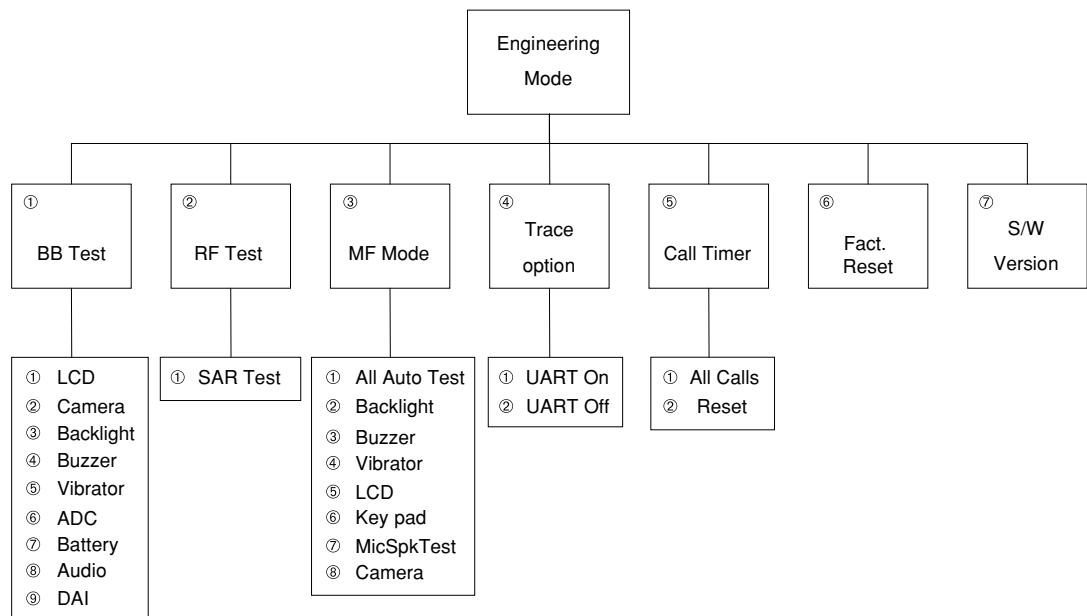 Engineering
Mode
①
BB Test
②
RF Test
③
MF Mode
④
Trace
option
⑤
Call Timer
⑥
Fact.
Reset
⑦
S/W
Version
① LCD
② Camera
③ Backlight
④ Buzzer
⑤ Vibrator
⑥ ADC
⑦ Battery
⑧ Audio
⑨ DAI
① SAR Test
① All Auto Test
② Backlight
③ Buzzer
④ Vibrator
⑤ LCD
⑥ Key pad
⑦ MicSpkTest
⑧ Camera
① UART On
② UART Off
① All Calls
② Reset